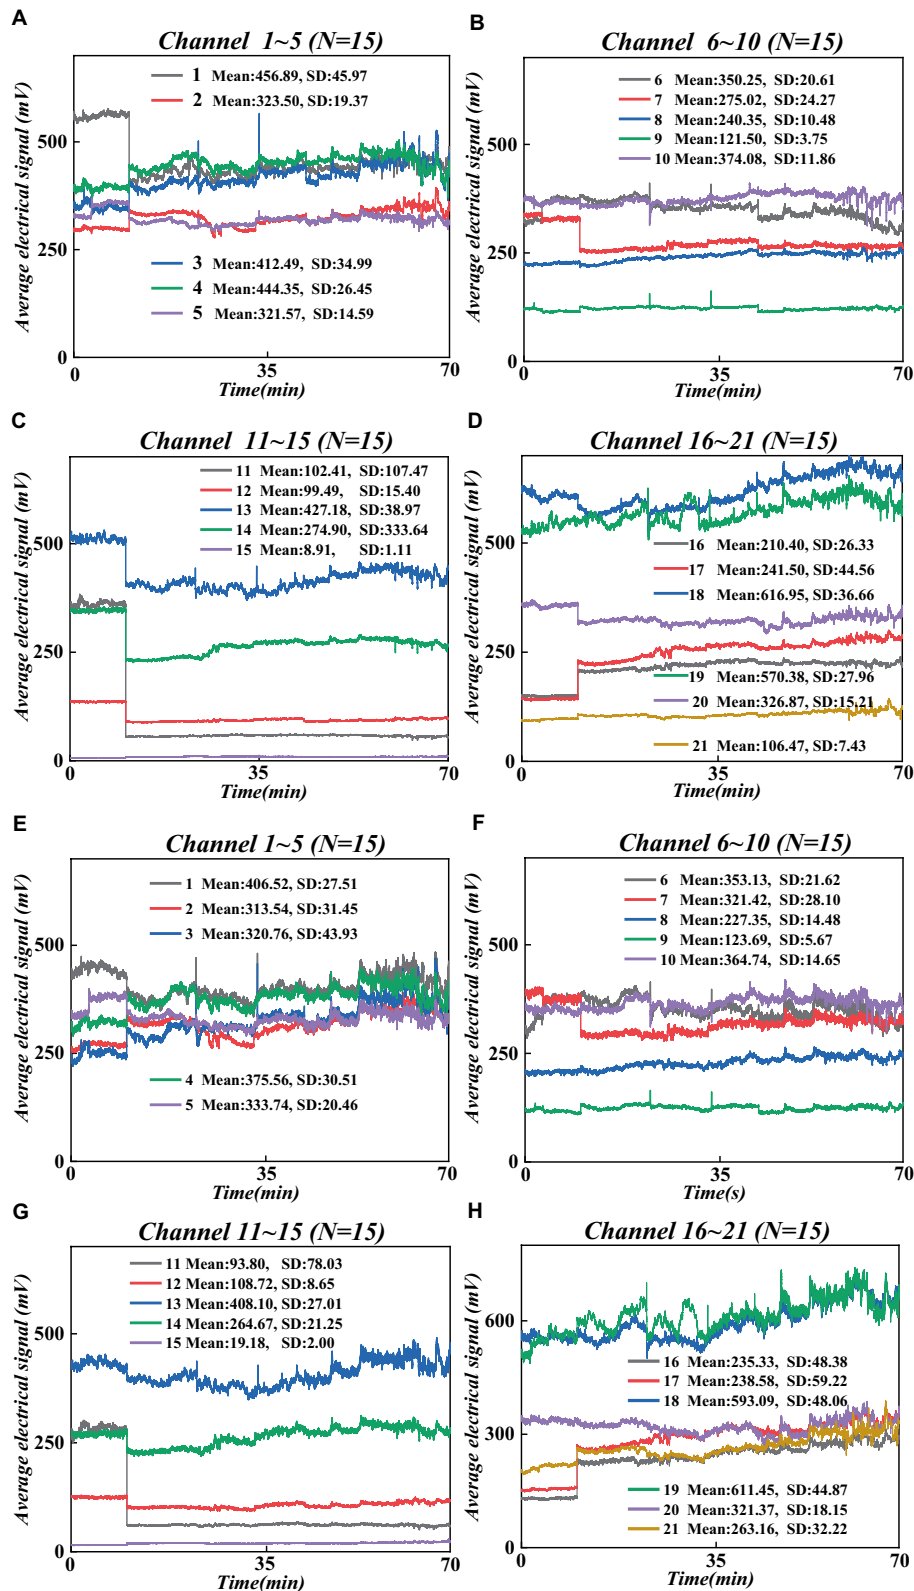 A
Channel 1~5 (N=15)
Average electrical signal (mV)
500
250
0
1 Mean:456.89, SD:45.97
2 Mean:323.50, SD:19.37
3 Mean:412.49, SD:34.99
4 Mean:444.35, SD:26.45
5 Mean:321.57, SD:14.59
0 35 70
Time(min)
B
Channel 6~10 (N=15)
Average electrical signal (mV)
500
250
0
6 Mean:350.25, SD:20.61
7 Mean:275.02, SD:24.27
8 Mean:240.35, SD:10.48
9 Mean:121.50, SD:3.75
10 Mean:374.08, SD:11.86
0 35 70
Time(min)
C
Channel 11~15 (N=15)
Average electrical signal (mV)
500
250
0
11 Mean:102.41, SD:107.47
12 Mean:99.49, SD:15.40
13 Mean:427.18, SD:38.97
14 Mean:274.90, SD:333.64
15 Mean:8.91, SD:1.11
0 35 70
Time(min)
D
Channel 16~21 (N=15)
Average electrical signal (mV)
500
250
0
16 Mean:210.40, SD:26.33
17 Mean:241.50, SD:44.56
18 Mean:616.95, SD:36.66
19 Mean:570.38, SD:27.96
20 Mean:326.87, SD:15.21
21 Mean:106.47, SD:7.43
0 35 70
Time(min)
E
Channel 1~5 (N=15)
Average electrical signal (mV)
500
250
0
1 Mean:406.52, SD:27.51
2 Mean:313.54, SD:31.45
3 Mean:320.76, SD:43.93
4 Mean:375.56, SD:30.51
5 Mean:333.74, SD:20.46
0 35 70
Time(min)
F
Channel 6~10 (N=15)
Average electrical signal (mV)
500
250
0
6 Mean:353.13, SD:21.62
7 Mean:321.42, SD:28.10
8 Mean:227.35, SD:14.48
9 Mean:123.69, SD:5.67
10 Mean:364.74, SD:14.65
0 35 70
Time(s)
G
Channel 11~15 (N=15)
Average electrical signal (mV)
500
250
0
11 Mean:93.80, SD:78.03
12 Mean:108.72, SD:8.65
13 Mean:408.10, SD:27.01
14 Mean:264.67, SD:21.25
15 Mean:19.18, SD:2.00
0 35 70
Time(min)
H
Channel 16~21 (N=15)
Average electrical signal (mV)
600
300
0
16 Mean:235.33, SD:48.38
17 Mean:238.58, SD:59.22
18 Mean:593.09, SD:48.06
19 Mean:611.45, SD:44.87
20 Mean:321.37, SD:18.15
21 Mean:263.16, SD:32.22
0 35 70
Time(min)